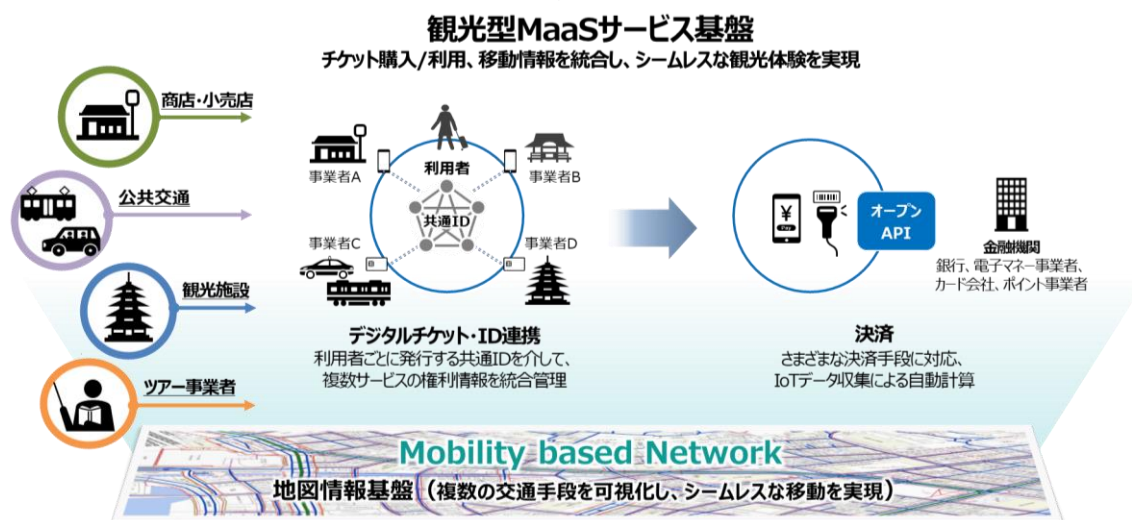 観光型MaaSサービス基盤
チケット購入/利用、移動情報を統合し、シームレスな観光体験を実現
商店・小売店
公共交通
観光施設
ツアー事業者
利用者
事業者A
事業者B
共通ID
事業者C
事業者D
デジタルチケット・ID連携
利用者ごとに発行する共通IDを介して、
複数サービスの権利情報を統合管理
¥
Pay
オープン
API
金融機関
銀行、電子マネー事業者、
カード会社、ポイント事業者
決済
さまざまな決済手段に対応、
IoTデータ収集による自動計算
Mobility based Network
地図情報基盤（複数の交通手段を可視化し、シームレスな移動を実現）